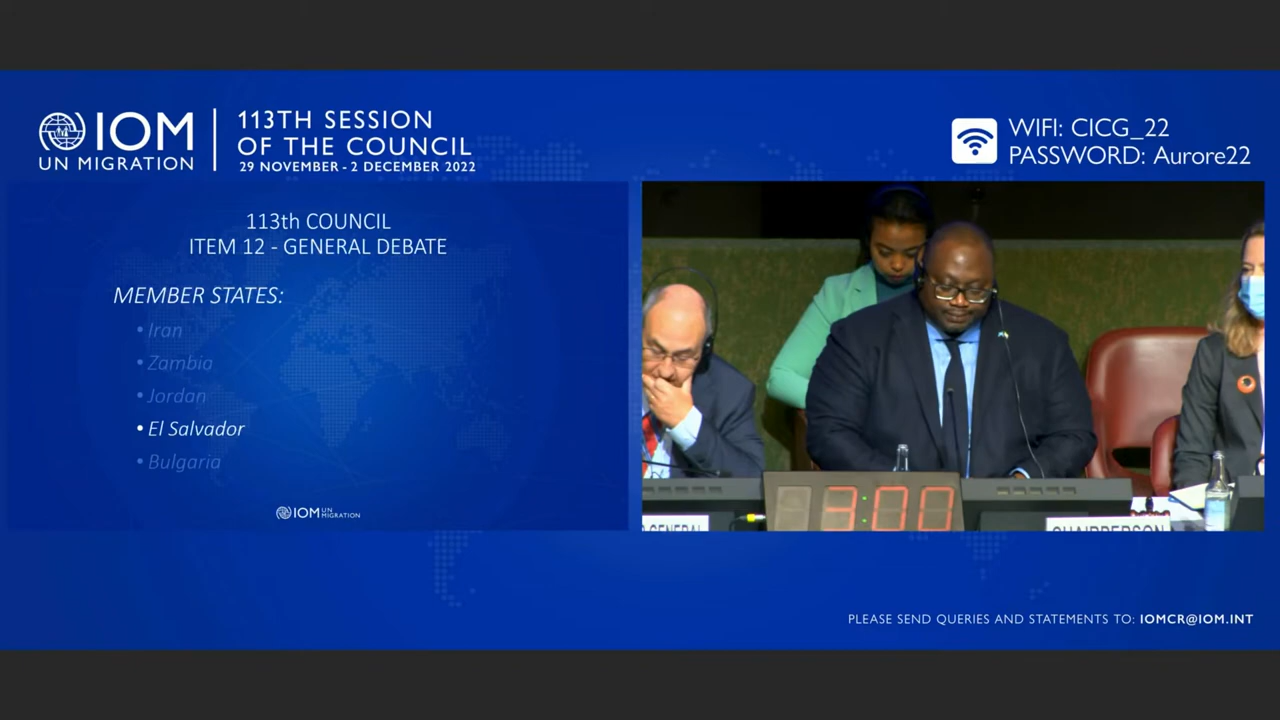 IOM
UN MIGRATION
113TH SESSION
OF THE COUNCIL
29 NOVEMBER - 2 DECEMBER 2022
WIFI: CICG_22
PASSWORD: Aurore22
113th COUNCIL
ITEM 12 - GENERAL DEBATE
MEMBER STATES:
• Iran
• Zambia
• Jordan
• El Salvador
• Bulgaria
IOM UN
MIGRATION
3:00
GENERAL
CHAIRPERSON
PLEASE SEND QUERIES AND STATEMENTS TO: IOMCR@IOM.INT